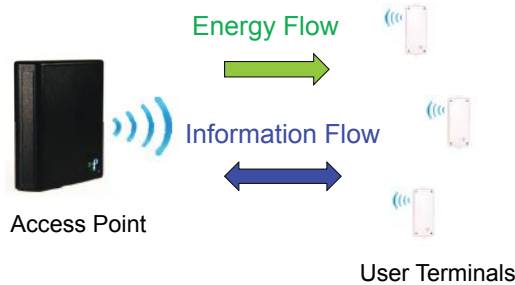 Energy Flow
Information Flow
Access Point
User Terminals